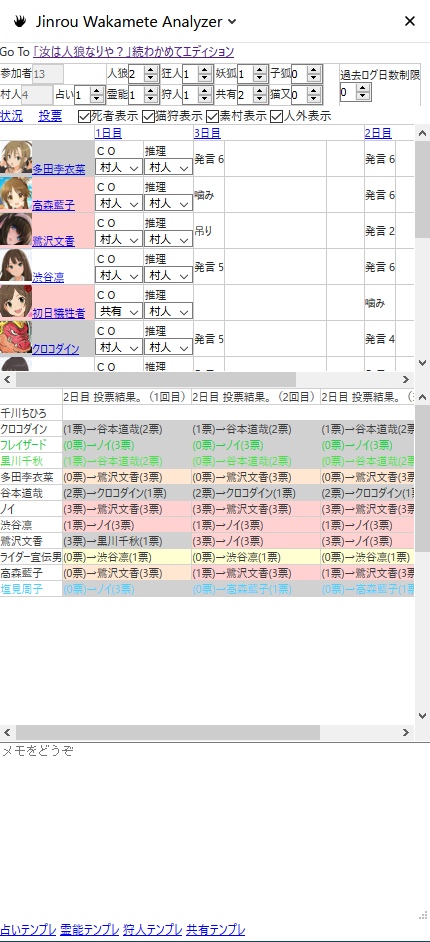 Jinrou Wakamete Analyzer
Go To 「汝は人狼なりや？」続わかめてエディション
参加者 13 人狼 2 狂人 1 妖狐 1 子狐 0 過去ログ日数制限
村人 4 占い 1 霊能 1 狩人 1 共有 2 猫又 0 0
状況 投票 死者表示 猫狩表示 素村表示 人外表示
1日目 3日目 2日目
多田李衣菜 ＣＯ 推理 村人 村人 発言 6 発言 6
高森藍子 ＣＯ 推理 村人 村人 噛み 発言 6
鷺沢文香 ＣＯ 推理 村人 村人 吊り 発言 2
渋谷凛 ＣＯ 推理 村人 村人 発言 5 発言 6
初日犠牲者 ＣＯ 推理 共有 村人 噛み
クロコダイン ＣＯ 推理 村人 村人 発言 5 発言 4
2日目 投票結果。 (1回目) 2日目 投票結果。 (2回目) 2日目 投票結果。 (
千川ちひろ
クロコダイン (1票)→谷本道哉(2票) (1票)→谷本道哉(2票) (1票)→谷本道哉
フレイザード (0票)→ノイ(3票) (0票)→ノイ(3票) (0票)→ノイ(3票)
黒川千秋 (1票)→谷本道哉(2票) (0票)→谷本道哉(2票) (0票)→谷本道哉
多田李衣菜 (0票)→鷺沢文香(3票) (0票)→鷺沢文香(3票) (0票)→鷺沢文香
谷本道哉 (2票)→クロコダイン(1票) (2票)→クロコダイン(1票) (2票)→クロコダイン
ノイ (3票)→鷺沢文香(3票) (3票)→鷺沢文香(3票) (3票)→鷺沢文香
渋谷凛 (1票)→ノイ(3票) (1票)→ノイ(3票) (1票)→ノイ(3票)
鷺沢文香 (3票)→黒川千秋(1票) (3票)→ノイ(3票) (3票)→ノイ(3票)
ライダー宣伝男 (0票)→渋谷凛(1票) (0票)→渋谷凛(1票) (0票)→渋谷凛(1票)
高森藍子 (0票)→鷺沢文香(3票) (1票)→鷺沢文香(3票) (1票)→鷺沢文香
塩見周子 (0票)→ノイ(3票) (0票)→高森藍子(1票) (0票)→高森藍子
メモをどうぞ
占いテンプレ 霊能テンプレ 狩人テンプレ 共有テンプレ